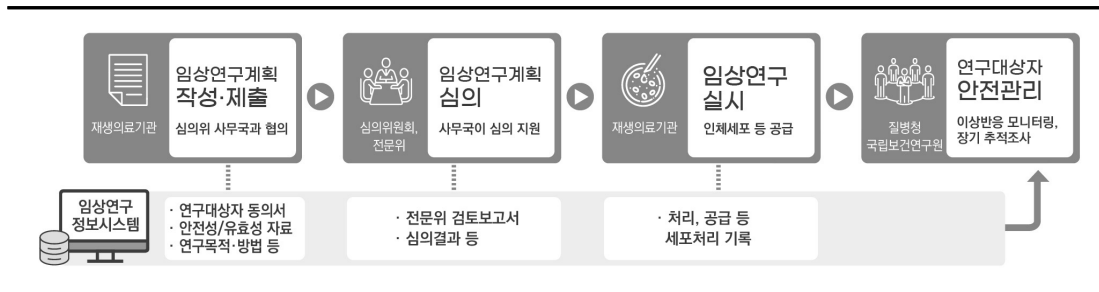 임상연구계획
작성·제출
재생의료기관
심의위 사무국과 협의
임상연구계획
심의
심의위원회,
전문위
사무국이 심의 지원
임상연구
실시
재생의료기관
인체세포 등 공급
연구대상자
안전관리
질병청
국립보건연구원
이상반응 모니터링,
장기 추적조사
임상연구
정보시스템
· 연구대상자 동의서
· 안전성/유효성 자료
· 연구목적·방법 등
· 전문위 검토보고서
· 심의결과 등
· 처리, 공급 등
세포처리 기록